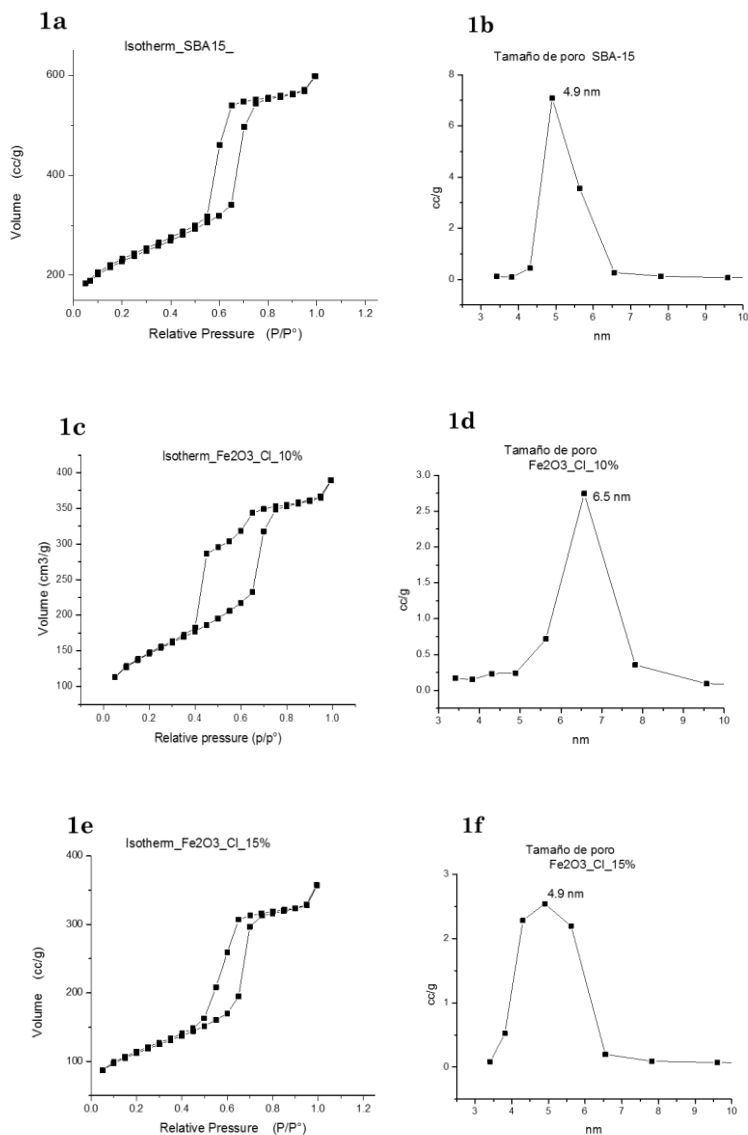 1a
Isotherm_SBA15_
600
400
200
Volume (cc/g)
0.0 0.2 0.4 0.6 0.8 1.0 1.2
Relative Pressure (P/P°)
1b
Tamaño de poro SBA-15
4.9 nm
8
7
6
5
4
3
2
1
0
cc/g
3 4 5 6 7 8 9 10
nm
1c
Isotherm_Fe2O3_Cl_10%
400
350
300
250
200
150
100
Volume (cm3/g)
0.0 0.2 0.4 0.6 0.8 1.0
Relative pressure (p/p°)
1d
Tamaño de poro
Fe2O3_Cl_10%
6.5 nm
3.0
2.5
2.0
1.5
1.0
0.5
0.0
cc/g
3 4 5 6 7 8 9 10
nm
1e
Isotherm_Fe2O3_Cl_15%
400
300
200
100
Volume (cc/g)
0.0 0.2 0.4 0.6 0.8 1.0 1.2
Relative Pressure (P/P°)
1f
Tamaño de poro
Fe2O3_Cl_15%
4.9 nm
3
2
1
0
cc/g
3 4 5 6 7 8 9 10
nm